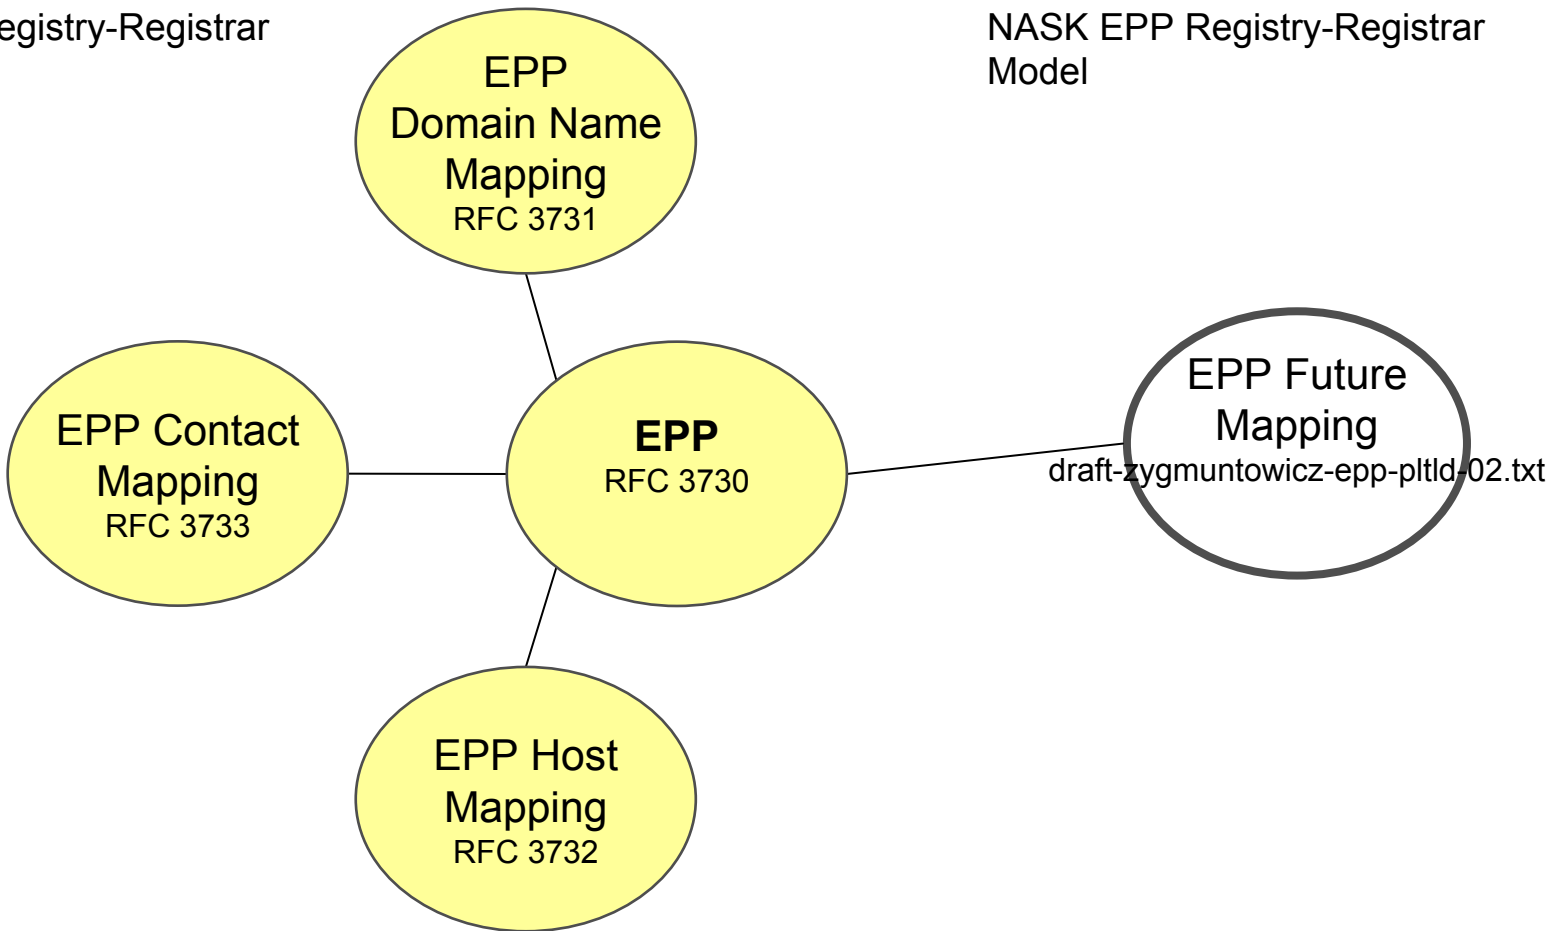 egistry-Registrar
NASK EPP Registry-Registrar
Model
EPP
Domain Name
Mapping
RFC 3731
EPP Contact
Mapping
RFC 3733
EPP
RFC 3730
EPP Future
Mapping
draft-zygmuntowicz-epp-pltld-02.txt
EPP Host
Mapping
RFC 3732